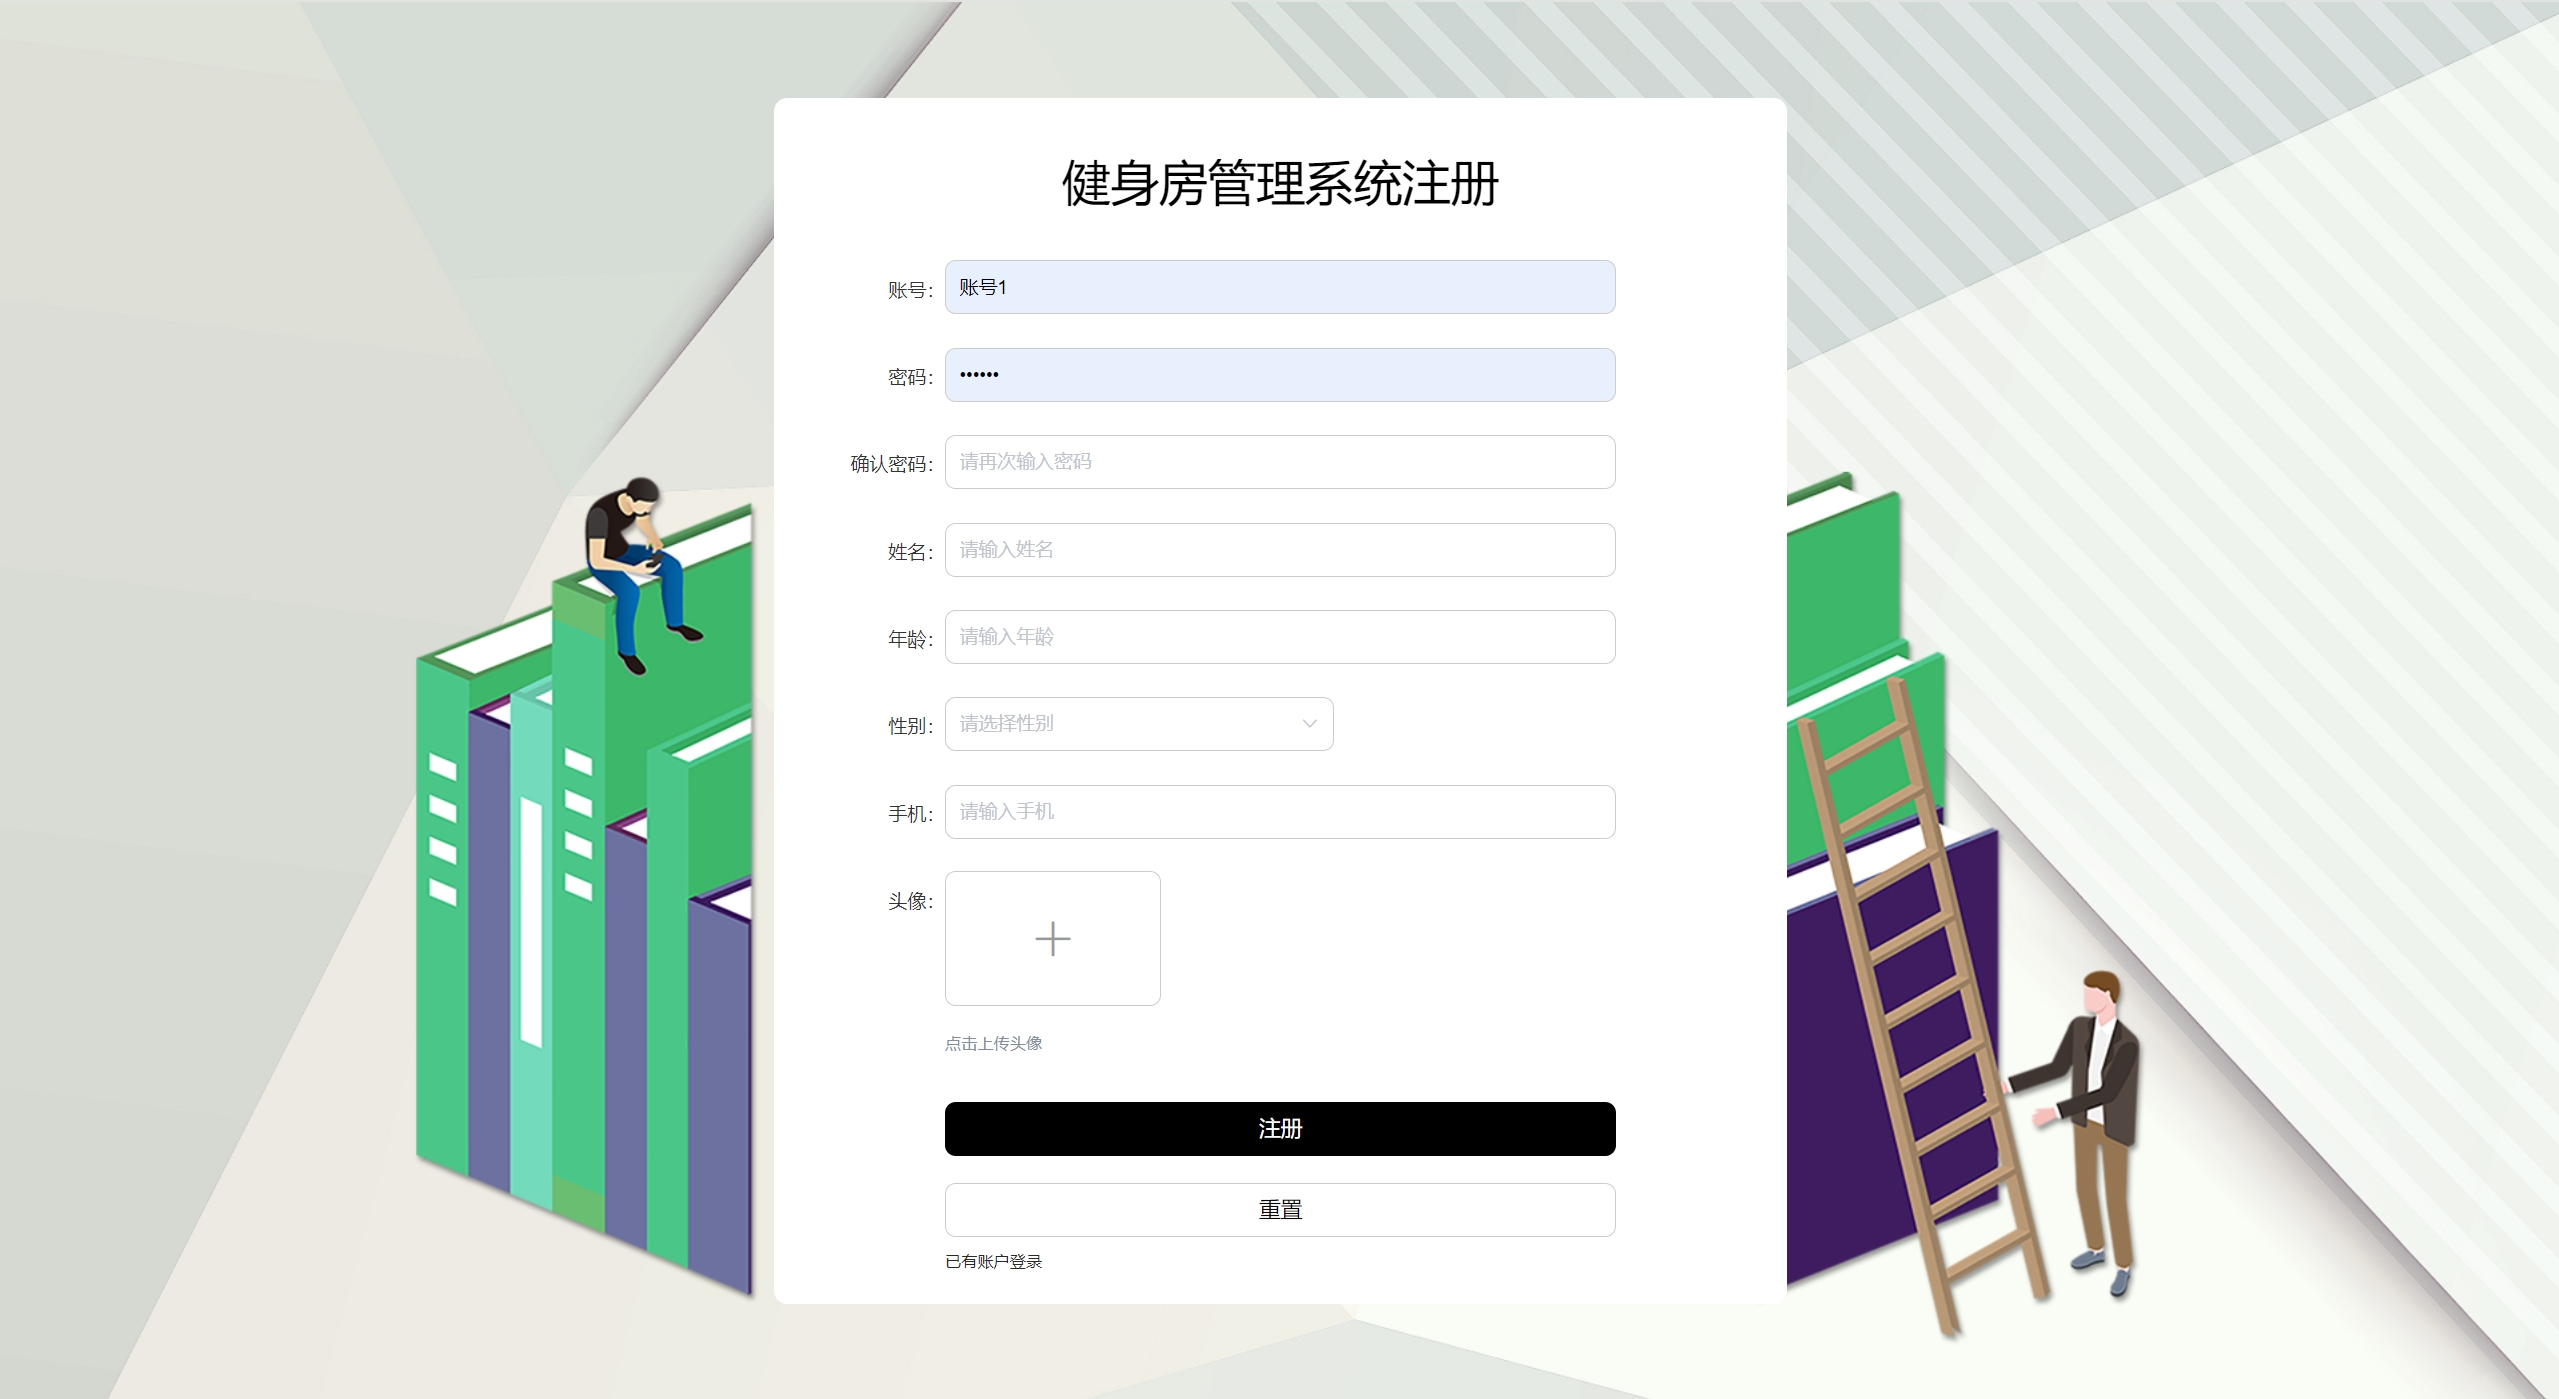 健身房管理系统注册
账号： 账号1
密码： ••••••
确认密码： 请再次输入密码
姓名： 请输入姓名
年龄： 请输入年龄
性别： 请选择性别
手机： 请输入手机
头像：
点击上传头像
注册
重置
已有账户登录